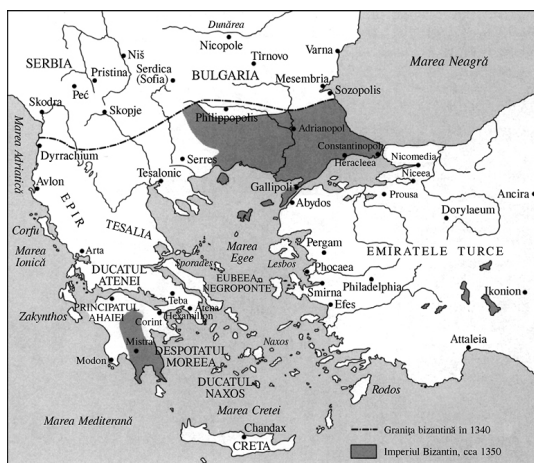 Dunărea
Nicopole
Varna
Niš
Tîrnovo
Marea Neagră
SERBIA
Serdica
(Sofia)
BULGARIA
Pristina
Mesembria
Peć
Sozopolis
Skodra
Skopje
Philippopolis
Adrianopol
Constantinopol
Marea Adriatică
Dyrrachium
Serres
Heracleea
Nicomedia
Niceea
Tesalonic
Gallipoli
Avlon
Abydos
Prousa
Ancira
EPIR
Dorylaeum
TESALIA
Corfu
Marea
Egee
Pergam
EMIRATELE TURCE
Marea
Ionică
Arta
Sporades
Lesbos
Phocaea
DUCATUL
ATENEI
EUBEEA
NEGROPONTE
Philadelphia
Ikonion
Smirna
Zakynthos
PRINCIPATUL
AHAIEI
Teba
Atena
Efes
Corint
Hexamilion
Mistra
DESPOTATUL
MOREEA
Naxos
Attaleia
Modon
DUCATUL
NAXOS
Rodos
Marea Mediterană
Marea Cretei
Chandax
CRETA
Granița bizantină în 1340
Imperiul Bizantin, cca 1350